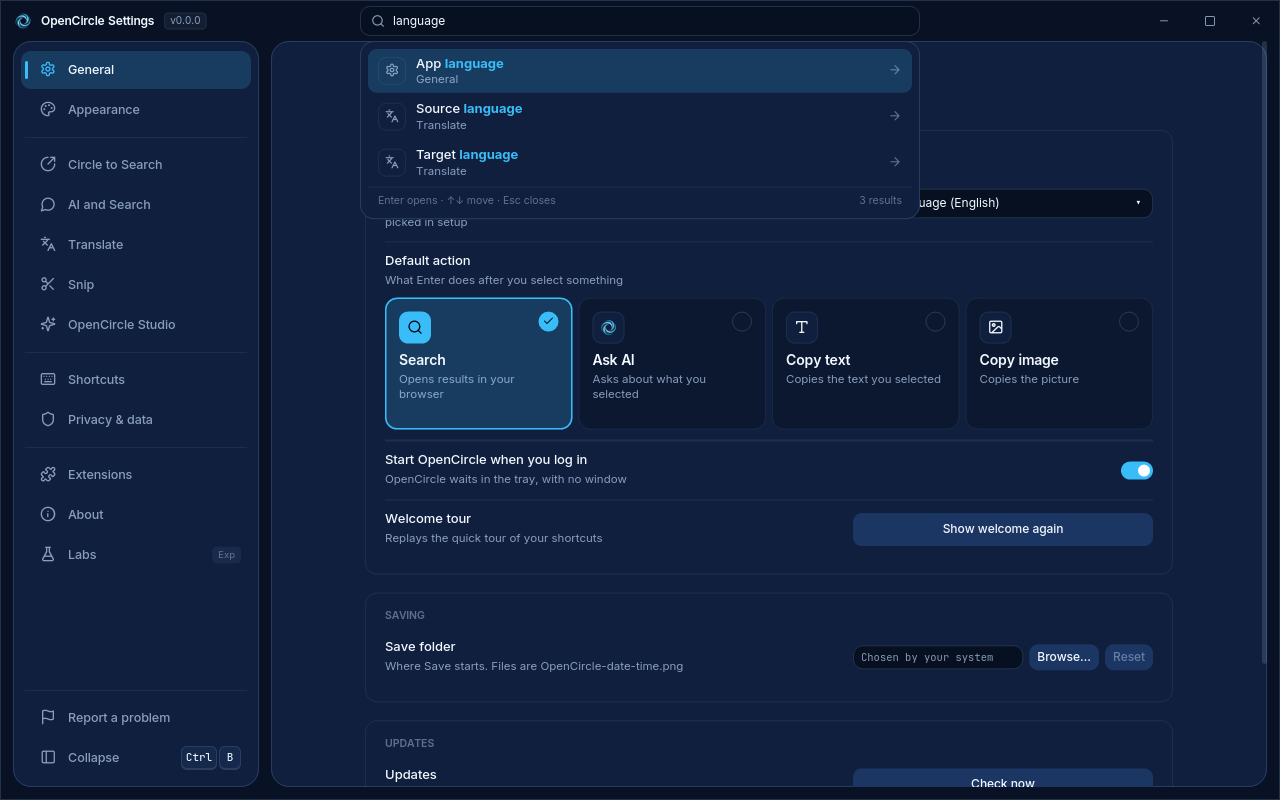 OpenCircle Settings
v0.0.0
language
General
Appearance
Circle to Search
AI and Search
Translate
Snip
OpenCircle Studio
Shortcuts
Privacy & data
Extensions
About
Labs
Exp
Report a problem
Collapse
Ctrl B
App language
General
Source language
Translate
Target language
Translate
Enter opens · ↑↓ move · Esc closes
3 results
uage (English)
picked in setup
Default action
What Enter does after you select something
Search
Opens results in your
browser
Ask AI
Asks about what you
selected
Copy text
Copies the text you selected
Copy image
Copies the picture
Start OpenCircle when you log in
OpenCircle waits in the tray, with no window
Welcome tour
Replays the quick tour of your shortcuts
Show welcome again
SAVING
Save folder
Where Save starts. Files are OpenCircle-date-time.png
Chosen by your system
Browse...
Reset
UPDATES
Updates
Check now